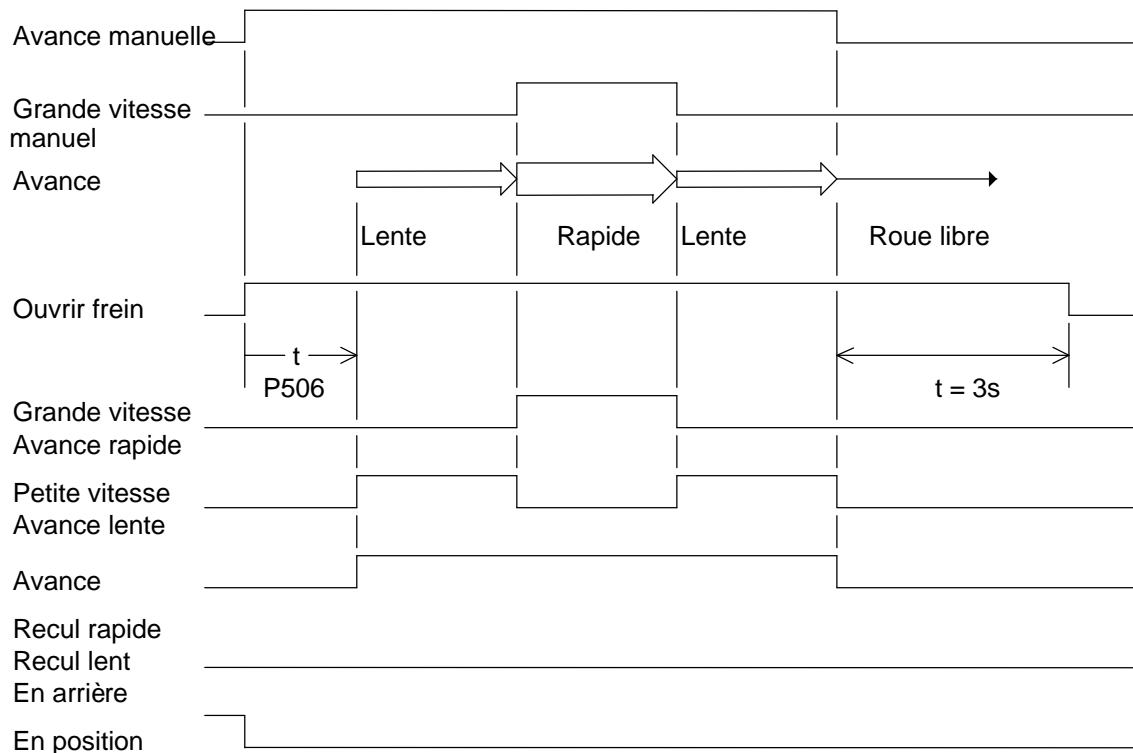 Avance manuelle
Grande vitesse
manuel
Avance
Lente Rapide Lente Roue libre
Ouvrir frein
t
P506 t = 3s
Grande vitesse
Avance rapide
Petite vitesse
Avance lente
Avance
Recul rapide
Recul lent
En arrière
En position